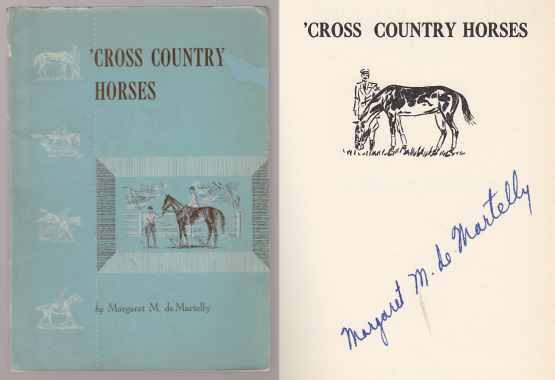 'CROSS COUNTRY
HORSES
by Margaret M. de Martelly
'CROSS COUNTRY HORSES
Margaret M. de Martelly